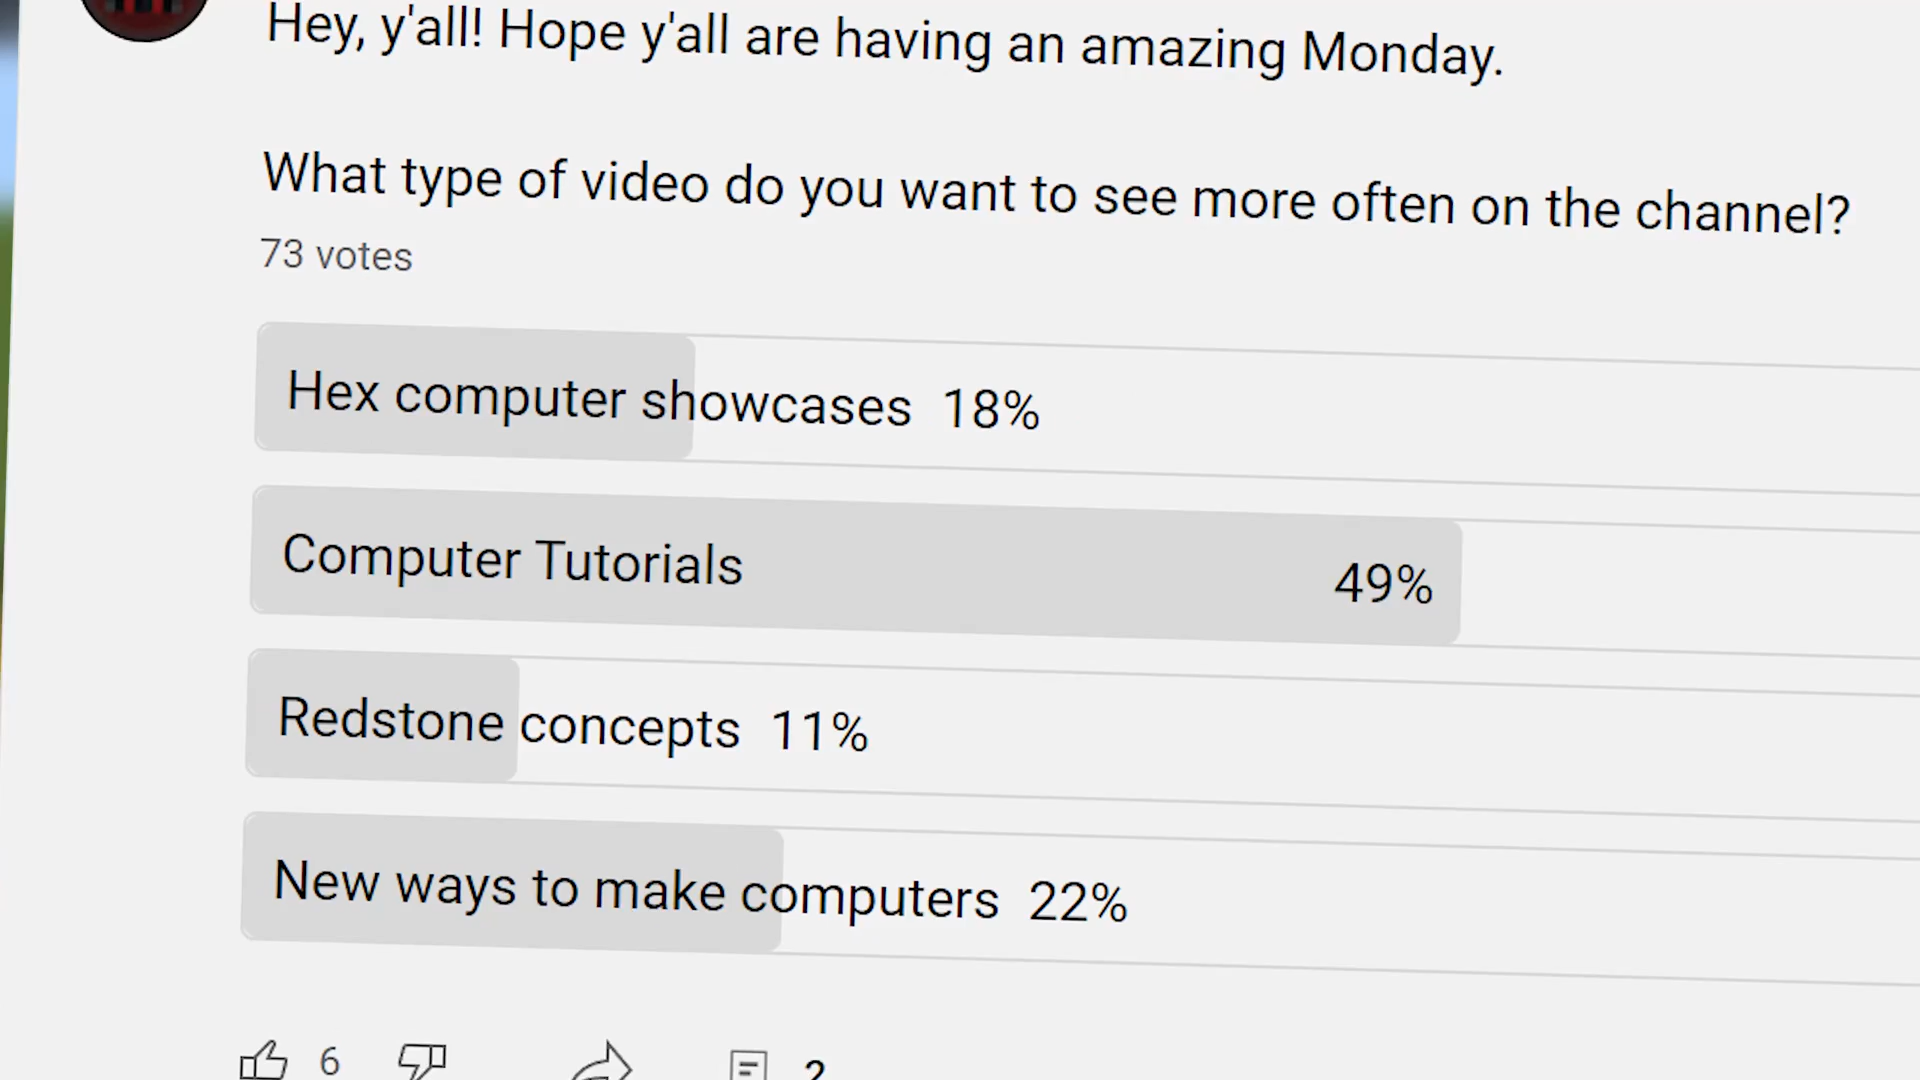 Hey, y'all! Hope y'all are having an amazing Monday.
What type of video do you want to see more often on the channel?
73 votes
Hex computer showcases 18%
Computer Tutorials 49%
Redstone concepts 11%
New ways to make computers 22%
6 2